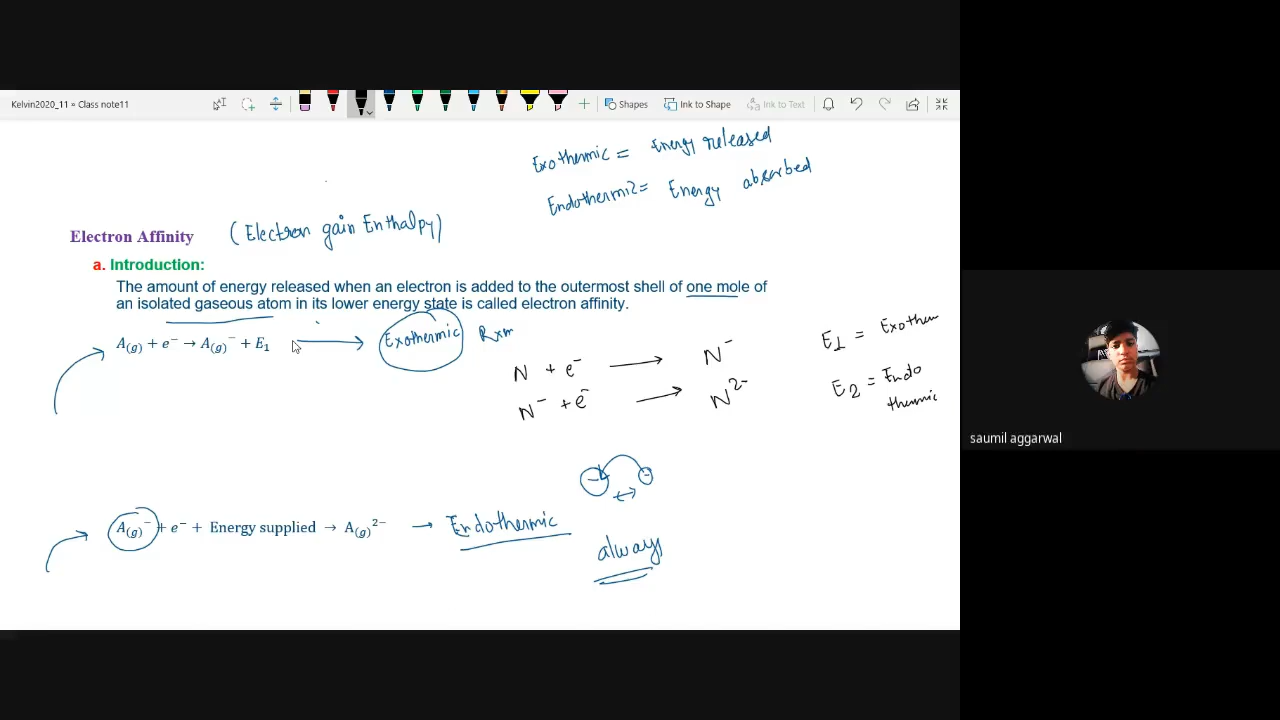 Kelvin2020_11 » Class note11
Shapes
Ink to Shape
Ink to Text
Exothermic = Energy released
Endothermic = Energy absorbed
Electron Affinity (Electron gain Enthalpy)
a. Introduction:
The amount of energy released when an electron is added to the outermost shell of one mole of
an isolated gaseous atom in its lower energy state is called electron affinity.
A(g) + e⁻ → A(g)⁻ + E₁ → Exothermic Rxn
N + e⁻ → N⁻
N⁻ + e⁻ → N²⁻
E₁ = Exother
E₂ = Endo
thermic
saumil aggarwal
A(g)⁻ + e⁻ + Energy supplied → A(g)²⁻ → Endothermic
always